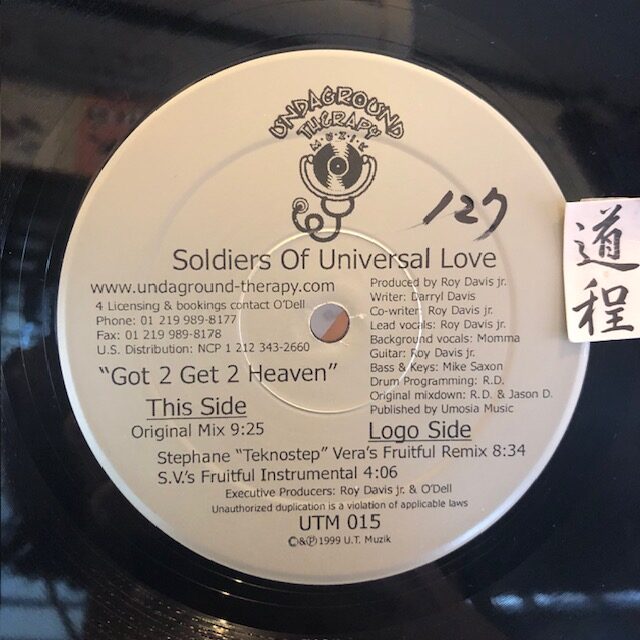 UNDAGROUND
THERAPY
MUZIK
127
道程
Soldiers Of Universal Love
www.undaground-therapy.com
4 Licensing & bookings contact O'Dell
Phone: 01 219 989-8177
Fax: 01 219 989-8178
U.S. Distribution: NCP 1 212 343-2660
"Got 2 Get 2 Heaven"
This Side
Original Mix 9:25
Produced by Roy Davis jr.
Writer: Darryl Davis
Co-writer: Roy Davis jr.
Lead vocals: Roy Davis jr.
Background vocals: Momma
Guitar: Roy Davis jr.
Bass & Keys: Mike Saxon
Drum Programming: R.D.
Original mixdown: R.D. & Jason D.
Published by Umosia Music
Logo Side
Stephane "Teknostep" Vera's Fruitful Remix 8:34
S.V.'s Fruitful Instrumental 4:06
Executive Producers: Roy Davis jr. & O'Dell
Unauthorized duplication is a violation of applicable laws
UTM 015
©&℗ 1999 U.T. Muzik